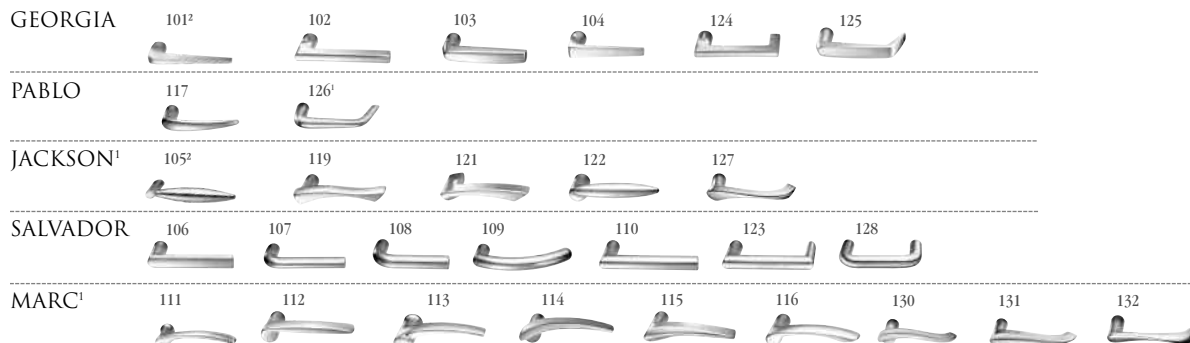 GEORGIA 101² 102 103 104 124 125
PABLO 117 126¹
JACKSON¹ 105² 119 121 122 127
SALVADOR 106 107 108 109 110 123 128
MARC¹ 111 112 113 114 115 116 130 131 132